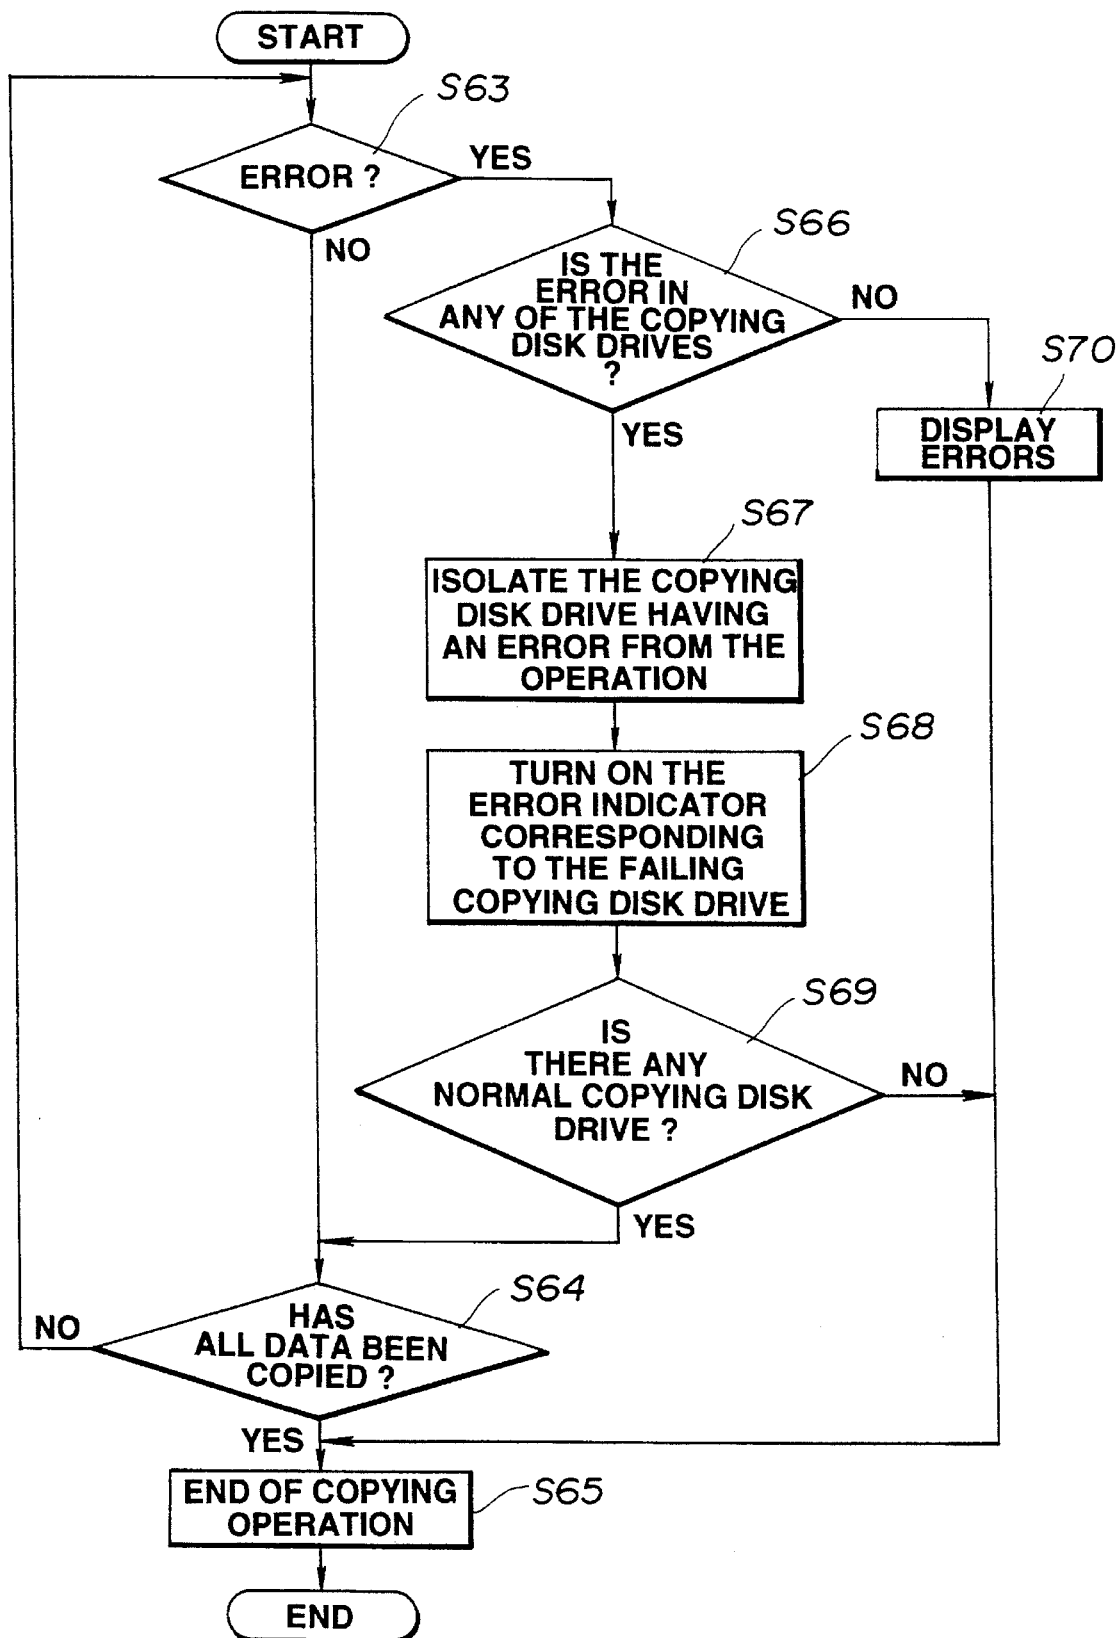 START
S63
ERROR ?
YES
NO
S66
IS THE
ERROR IN
ANY OF THE COPYING
DISK DRIVES
?
NO
YES
S70
DISPLAY
ERRORS
S67
ISOLATE THE COPYING
DISK DRIVE HAVING
AN ERROR FROM THE
OPERATION
S68
TURN ON THE
ERROR INDICATOR
CORRESPONDING
TO THE FAILING
COPYING DISK DRIVE
S69
IS
THERE ANY
NORMAL COPYING DISK
DRIVE ?
NO
YES
S64
HAS
ALL DATA BEEN
COPIED ?
NO
YES
S65
END OF COPYING
OPERATION
END